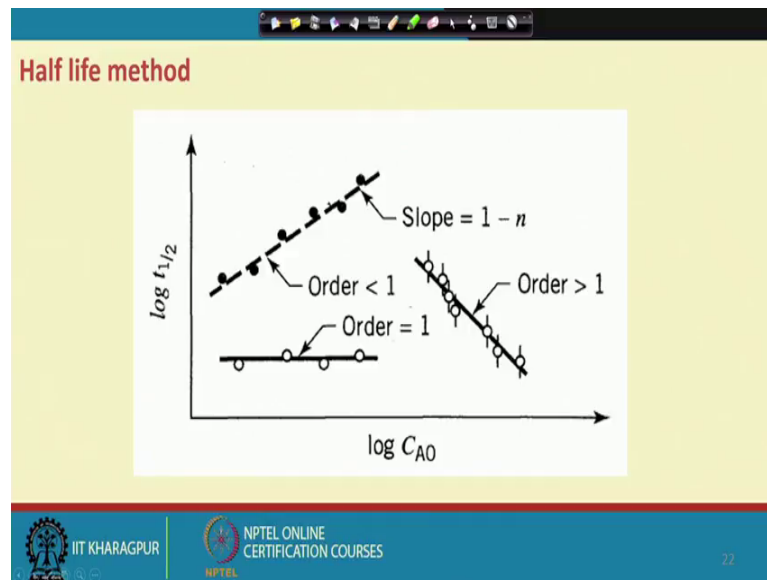 Half life method
log t1/2
Slope = 1 – n
Order < 1
Order > 1
Order = 1
log CA0
IIT KHARAGPUR
NPTEL
NPTEL ONLINE
CERTIFICATION COURSES
22